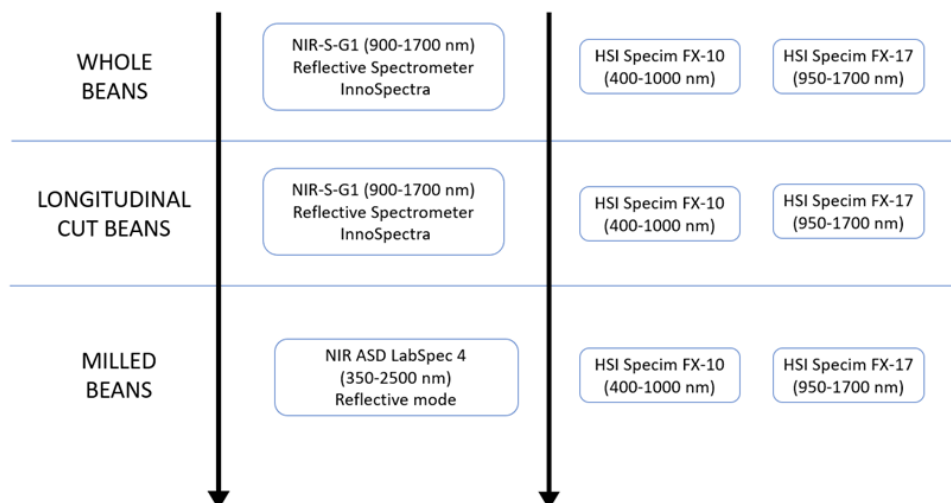 WHOLE
BEANS
NIR-S-G1 (900-1700 nm)
Reflective Spectrometer
InnoSpectra
HSI Specim FX-10
(400-1000 nm)
HSI Specim FX-17
(950-1700 nm)
LONGITUDINAL
CUT BEANS
NIR-S-G1 (900-1700 nm)
Reflective Spectrometer
InnoSpectra
HSI Specim FX-10
(400-1000 nm)
HSI Specim FX-17
(950-1700 nm)
MILLED
BEANS
NIR ASD LabSpec 4
(350-2500 nm)
Reflective mode
HSI Specim FX-10
(400-1000 nm)
HSI Specim FX-17
(950-1700 nm)